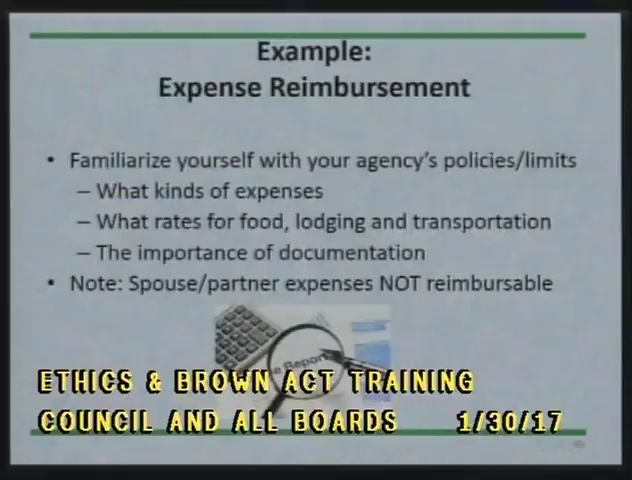 Example:
Expense Reimbursement
• Familiarize yourself with your agency's policies/limits
– What kinds of expenses
– What rates for food, lodging and transportation
– The importance of documentation
• Note: Spouse/partner expenses NOT reimbursable
e Report
ETHICS & BROWN ACT TRAINING
COUNCIL AND ALL BOARDS 1/30/17